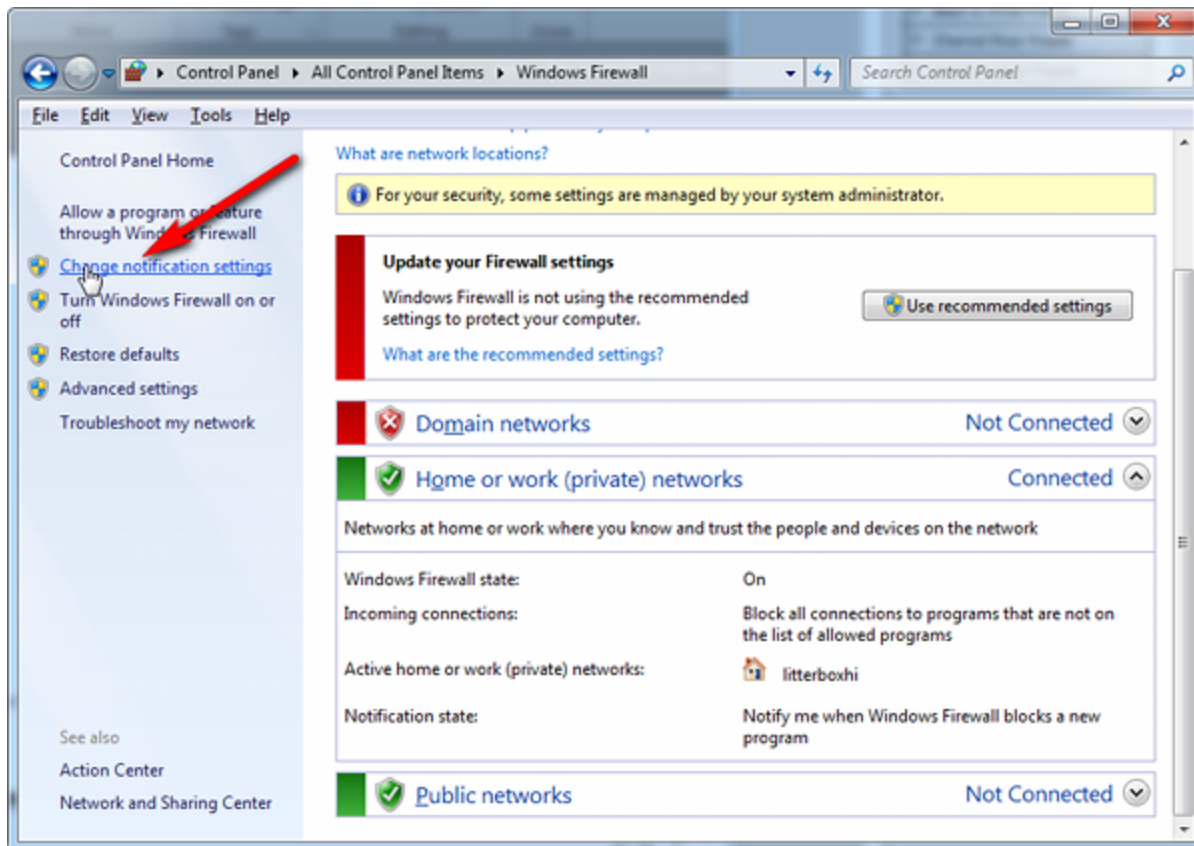 Control Panel All Control Panel Items Windows Firewall
Search Control Panel
File Edit View Tools Help
Control Panel Home
Allow a program or feature
through Windows Firewall
Change notification settings
Turn Windows Firewall on or
off
Restore defaults
Advanced settings
Troubleshoot my network
See also
Action Center
Network and Sharing Center
What are network locations?
For your security, some settings are managed by your system administrator.
Update your Firewall settings
Windows Firewall is not using the recommended
settings to protect your computer.
Use recommended settings
What are the recommended settings?
Domain networks Not Connected
Home or work (private) networks Connected
Networks at home or work where you know and trust the people and devices on the network
Windows Firewall state: On
Incoming connections: Block all connections to programs that are not on
the list of allowed programs
Active home or work (private) networks: litterboxhi
Notification state: Notify me when Windows Firewall blocks a new
program
Public networks Not Connected